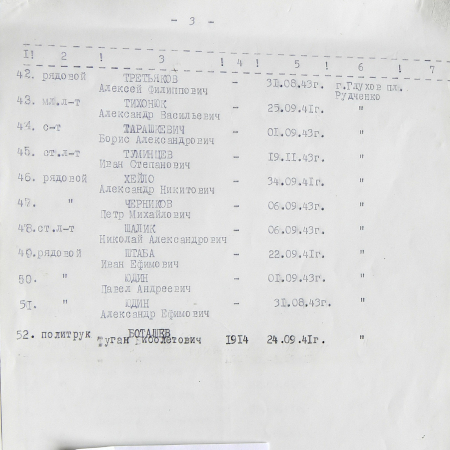 - 3 -
1! 2 ! 3 ! 4 ! 5 ! 6 ! 7
42. рядовой ТРЕТЬЯКОВ Алексей Филиппович - 31.08.43г. г.Глухов пл. Рудченко
43. мл.л-т ТИХОНЮК Александр Васильевич - 25.09.41г. "
44. с-т ТАРАШКЕВИЧ Борис Александрович - 01.09.43г. "
45. ст.л-т ТУМИНЦЕВ Иван Степанович - 19.11.43г. "
46. рядовой ХЕЙЛО Александр Никитович - 34.09.41г. "
47. " ЧЕРНИКОВ Петр Михайлович - 06.09.43г. "
48.ст.л-т ШАЛИК Николай Александрович - 06.09.43г. "
49.рядовой ШТАБА Иван Ефимович - 22.09.41г. "
50. " ЮДИН Павел Андреевич - 01.09.43г. "
51. " ЮДИН Александр Ефимович - 31.08.43г. "
52. политрук БОТАШЕВ 1914 24.09.41г. "